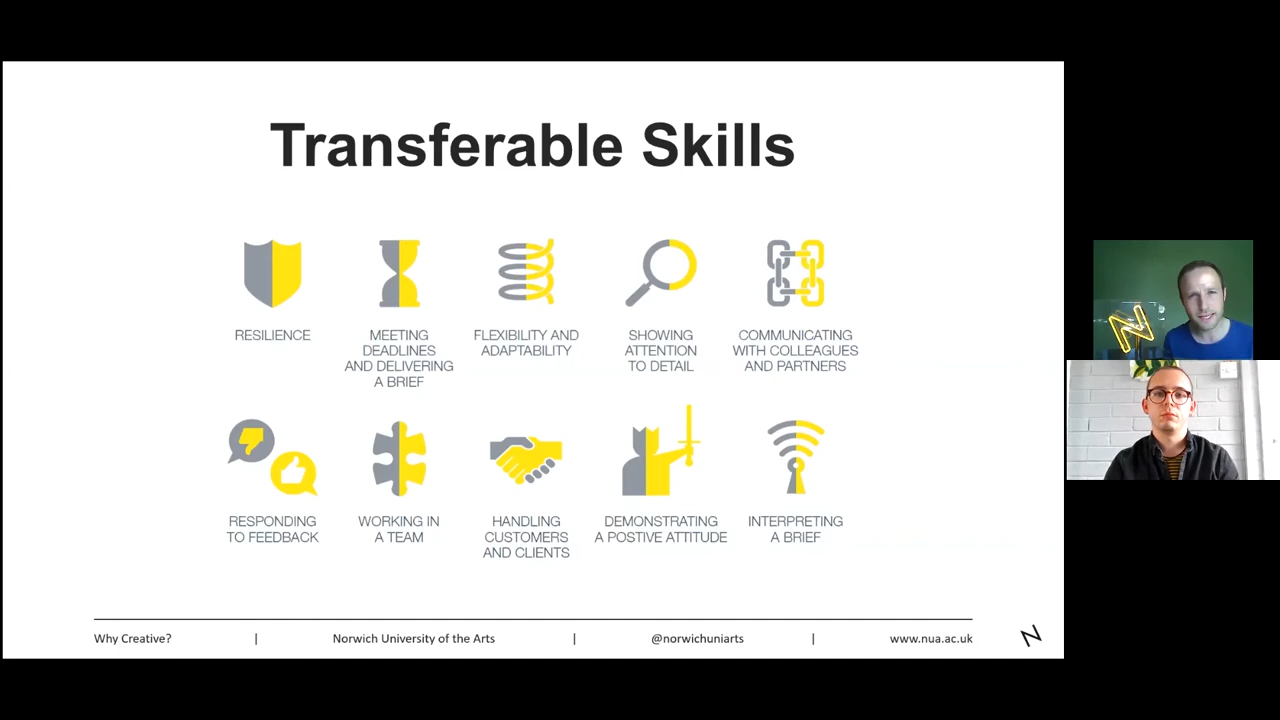 Transferable Skills
RESILIENCE
MEETING
DEADLINES
AND DELIVERING
A BRIEF
FLEXIBILITY AND
ADAPTABILITY
SHOWING
ATTENTION
TO DETAIL
COMMUNICATING
WITH COLLEAGUES
AND PARTNERS
RESPONDING
TO FEEDBACK
WORKING IN
A TEAM
HANDLING
CUSTOMERS
AND CLIENTS
DEMONSTRATING
A POSTIVE ATTITUDE
INTERPRETING
A BRIEF
Why Creative? | Norwich University of the Arts | @norwichuniarts | www.nua.ac.uk N
N